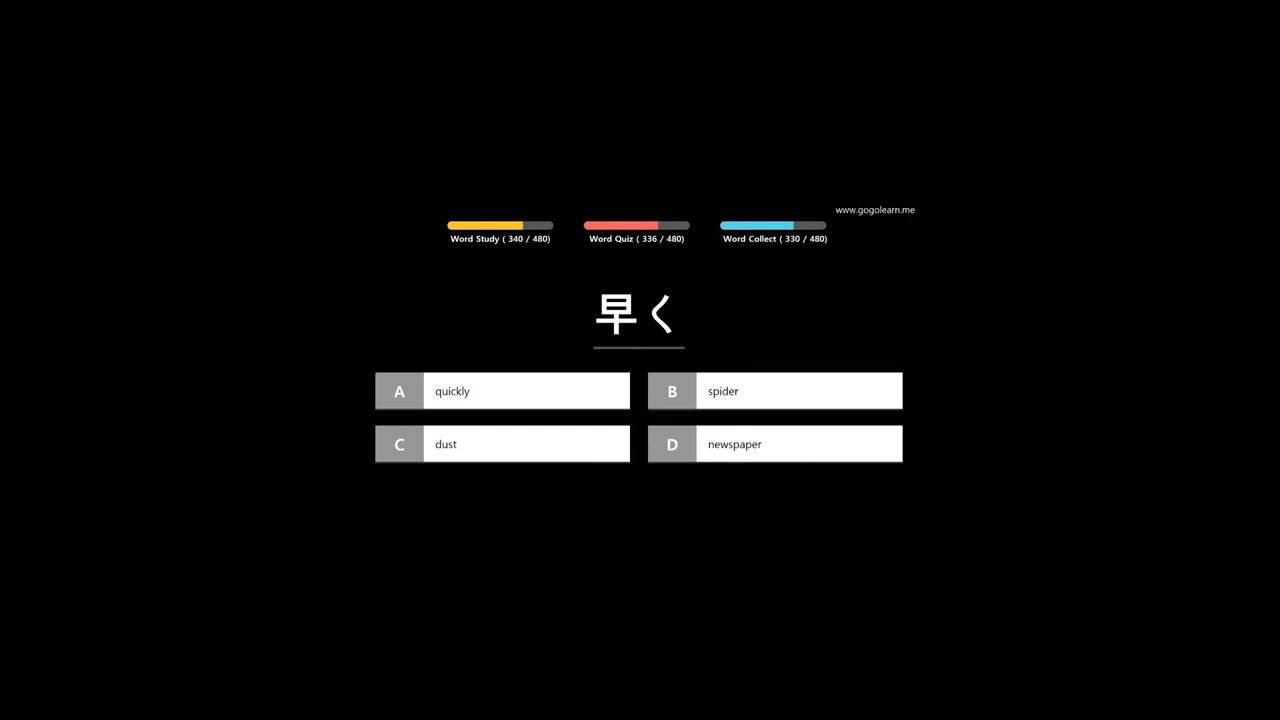 www.gogolearn.me
Word Study ( 340 / 480)
Word Quiz ( 336 / 480)
Word Collect ( 330 / 480)
早く
A quickly
B spider
C dust
D newspaper